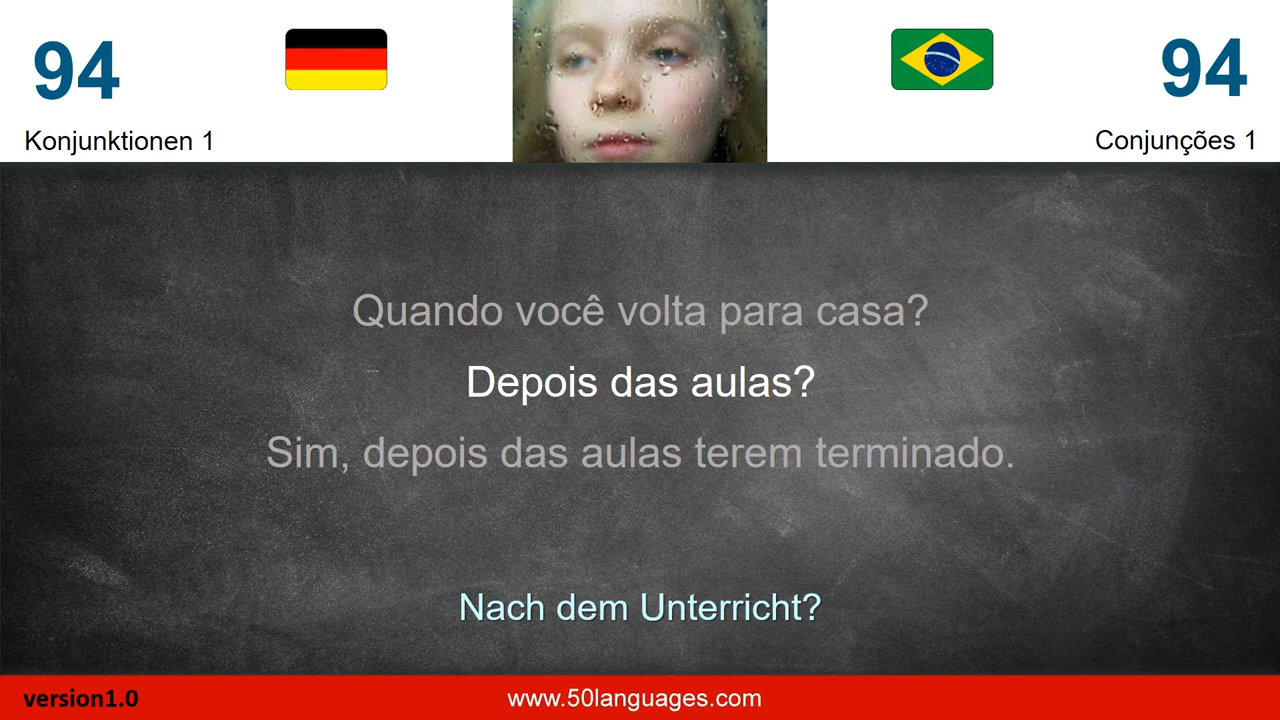 94
94
Konjunktionen 1
Conjunções 1
Quando você volta para casa?
Depois das aulas?
Sim, depois das aulas terem terminado.
Nach dem Unterricht?
version1.0
www.50languages.com